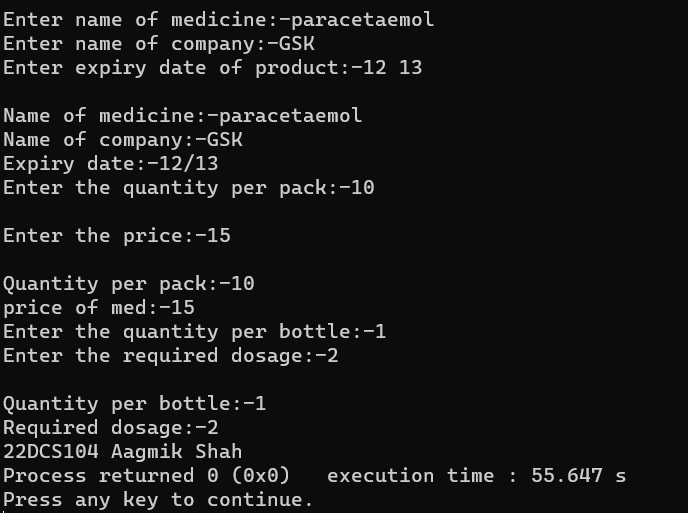 Enter name of medicine:-paracetaemol
Enter name of company:-GSK
Enter expiry date of product:-12 13
Name of medicine:-paracetaemol
Name of company:-GSK
Expiry date:-12/13
Enter the quantity per pack:-10
Enter the price:-15
Quantity per pack:-10
price of med:-15
Enter the quantity per bottle:-1
Enter the required dosage:-2
Quantity per bottle:-1
Required dosage:-2
22DCS104 Aagmik Shah
Process returned 0 (0x0)   execution time : 55.647 s
Press any key to continue.